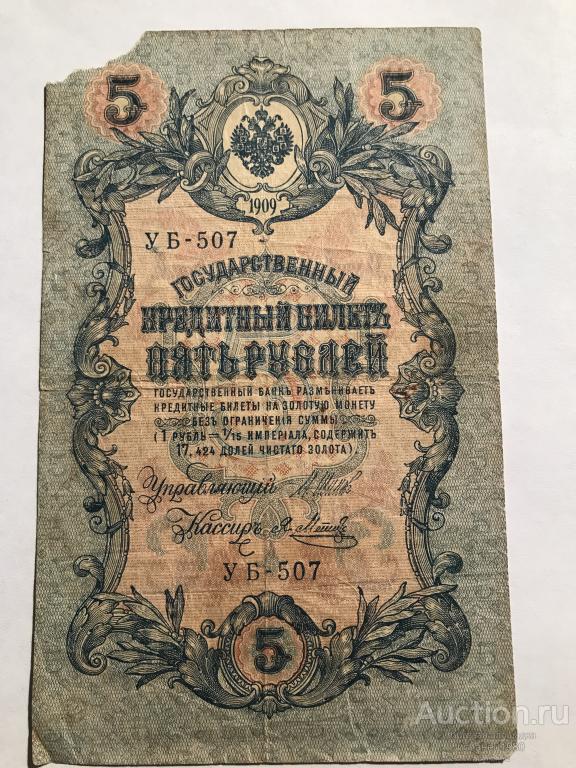 5 5
1909
УБ-507
ГОСУДАРСТВЕННЫЙ
КРЕДИТНЫЙ БИЛЕТЪ
ПЯТЬ РУБЛЕЙ
ГОСУДАРСТВЕННЫЙ БАНКЪ РАЗМѢНИВАЕТЪ
КРЕДИТНЫЕ БИЛЕТЫ НА ЗОЛОТУЮ МОНЕТУ
БЕЗЪ ОГРАНИЧЕНІЯ СУММЫ
(1 РУБЛЬ = 1/15 ИМПЕРІАЛА, СОДЕРЖИТЪ
17,424 ДОЛЕЙ ЧИСТАГО ЗОЛОТА).
Управляющій
Кассиръ
УБ-507
5
Auction.ru